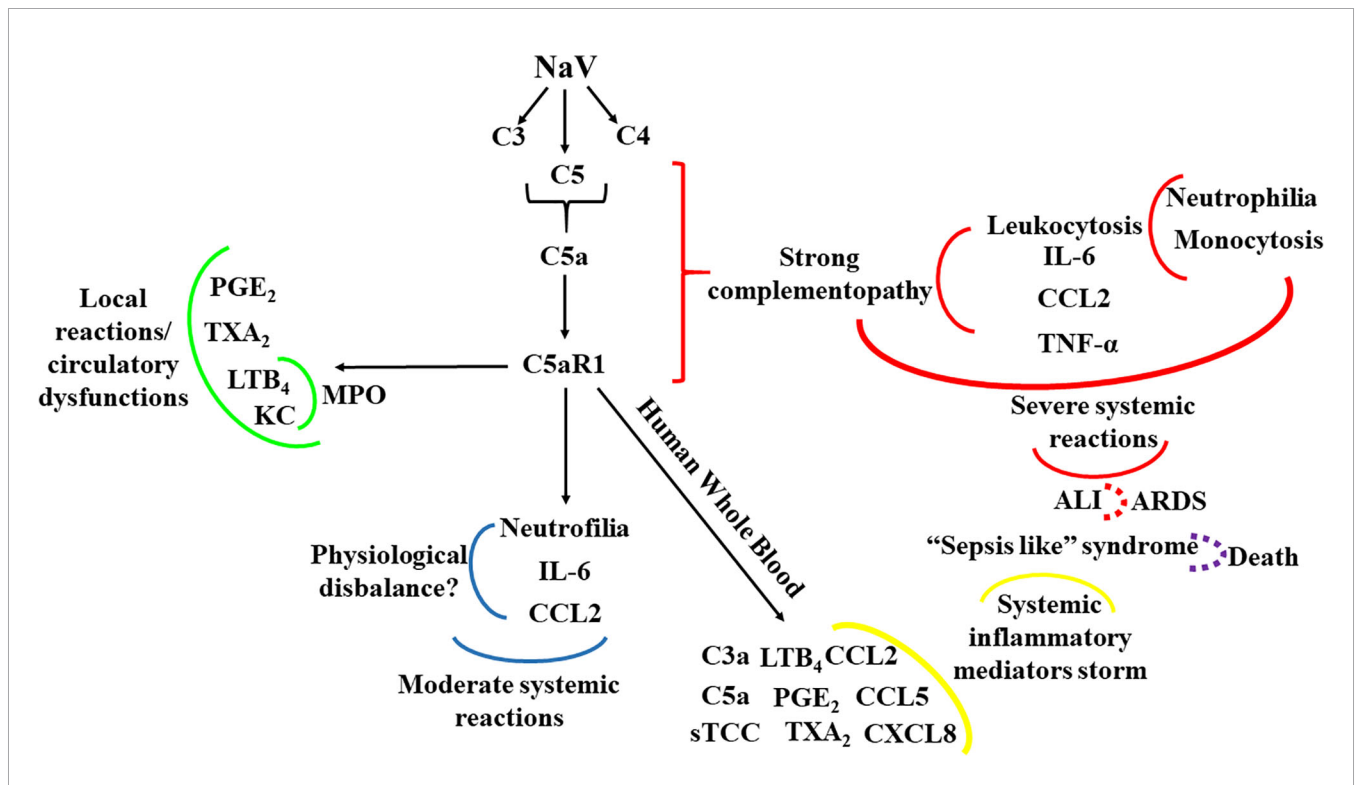 NaV
C3
C4
C5
C5a
C5aR1
Local
reactions/
circulatory
dysfunctions
PGE₂
TXA₂
LTB₄
KC
MPO
Neutrofilia
IL-6
CCL2
Physiological
disbalance?
Moderate systemic
reactions
Human Whole Blood
C3a LTB₄ CCL2
C5a PGE₂ CCL5
sTCC TXA₂ CXCL8
Strong
complementopathy
Leukocytosis
IL-6
CCL2
TNF-α
Neutrophilia
Monocytosis
Severe systemic
reactions
ALI ARDS
“Sepsis like” syndrome
Death
Systemic
inflammatory
mediators storm